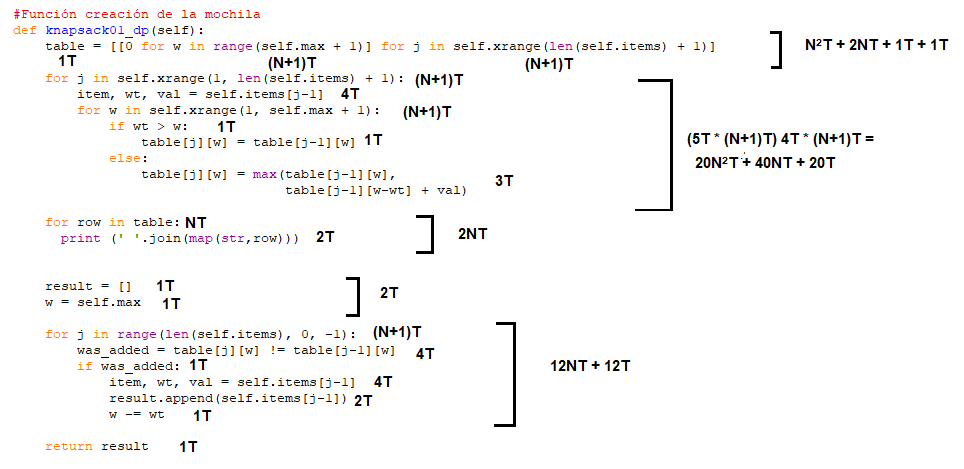 #Función creación de la mochila
def knapsack01_dp(self):
table = [[0 for w in range(self.max + 1)] for j in self.xrange(len(self.items) + 1)]
N²T + 2NT + 1T + 1T
1T (N+1)T (N+1)T
for j in self.xrange(1, len(self.items) + 1): (N+1)T
item, wt, val = self.items[j-1] 4T
for w in self.xrange(1, self.max + 1): (N+1)T
if wt > w: 1T
table[j][w] = table[j-1][w] 1T
(5T * (N+1)T) 4T * (N+1)T =
else:
20N²T + 40NT + 20T
table[j][w] = max(table[j-1][w],
3T
table[j-1][w-wt] + val)
for row in table: NT
print (' '.join(map(str,row))) 2T
2NT
result = [] 1T
2T
w = self.max 1T
for j in range(len(self.items), 0, -1): (N+1)T
was_added = table[j][w] != table[j-1][w] 4T
if was_added: 1T
12NT + 12T
item, wt, val = self.items[j-1] 4T
result.append(self.items[j-1]) 2T
w -= wt 1T
return result 1T